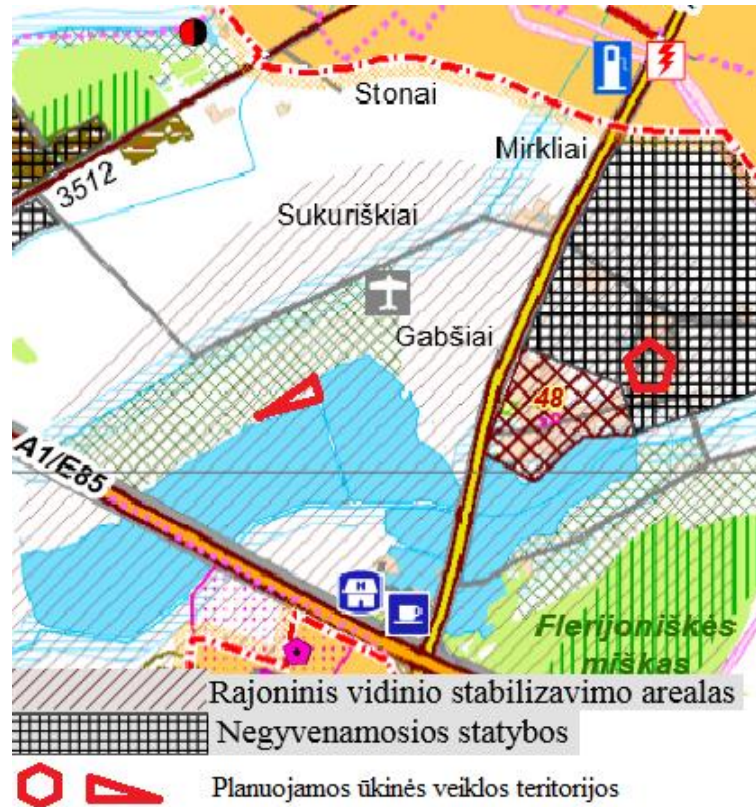 Stonai
Mirkliai
3512
Sukuriškiai
Gabšiai
48
A1/E85
H
Flerijoniškės
miškas
Rajoninis vidinio stabilizavimo arealas
Negyvenamosios statybos
Planuojamos ūkinės veiklos teritorijos